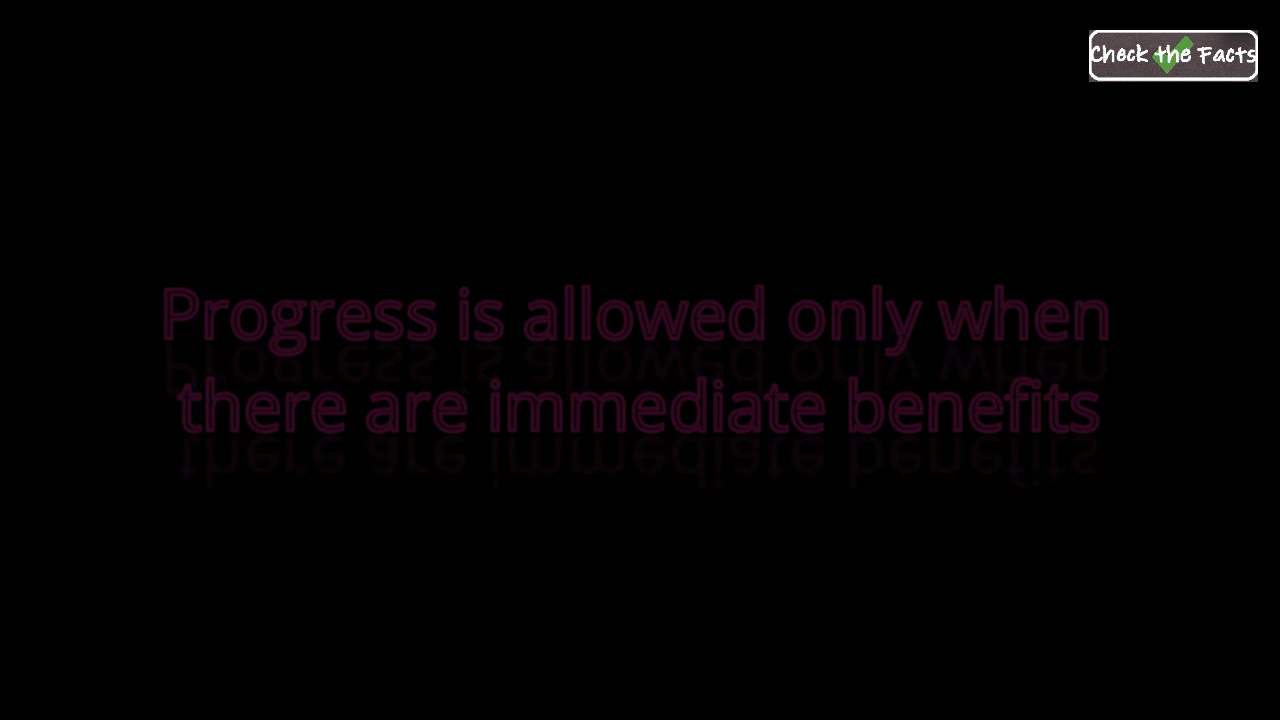 Check the Facts
Progress is allowed only when
there are immediate benefits